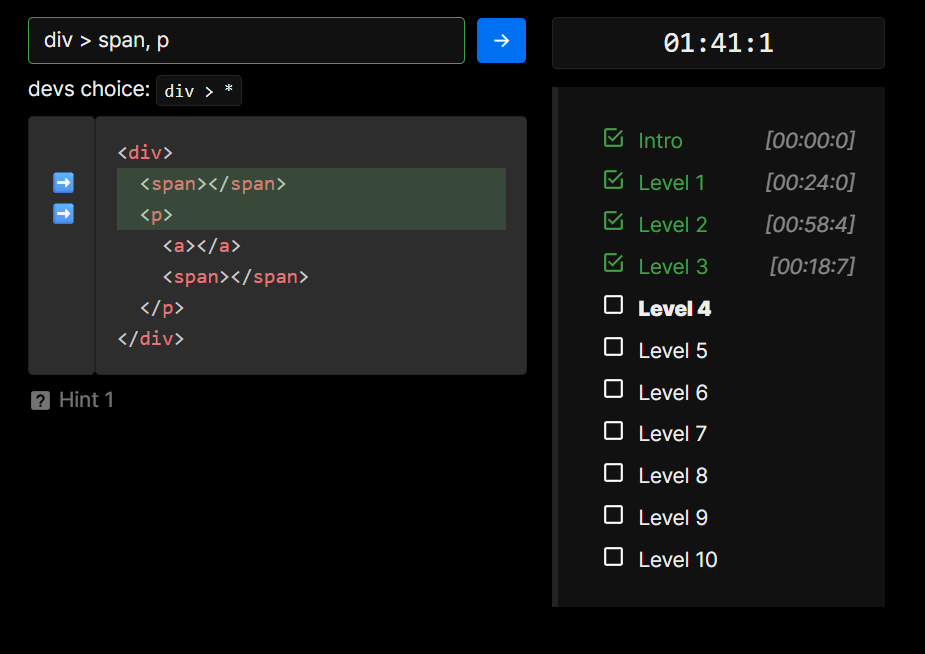 div > span, p
→
01:41:1
devs choice: div > *
<div>
➡ <span></span>
➡ <p>
<a></a>
<span></span>
</p>
</div>
? Hint 1
Intro [00:00:0]
Level 1 [00:24:0]
Level 2 [00:58:4]
Level 3 [00:18:7]
Level 4
Level 5
Level 6
Level 7
Level 8
Level 9
Level 10